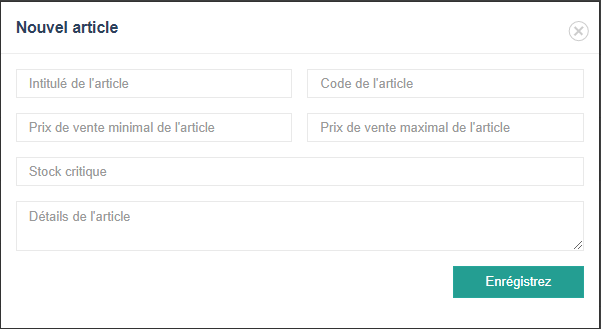 Nouvel article
Intitulé de l'article
Code de l'article
Prix de vente minimal de l'article
Prix de vente maximal de l'article
Stock critique
Détails de l'article
Enrégistrez